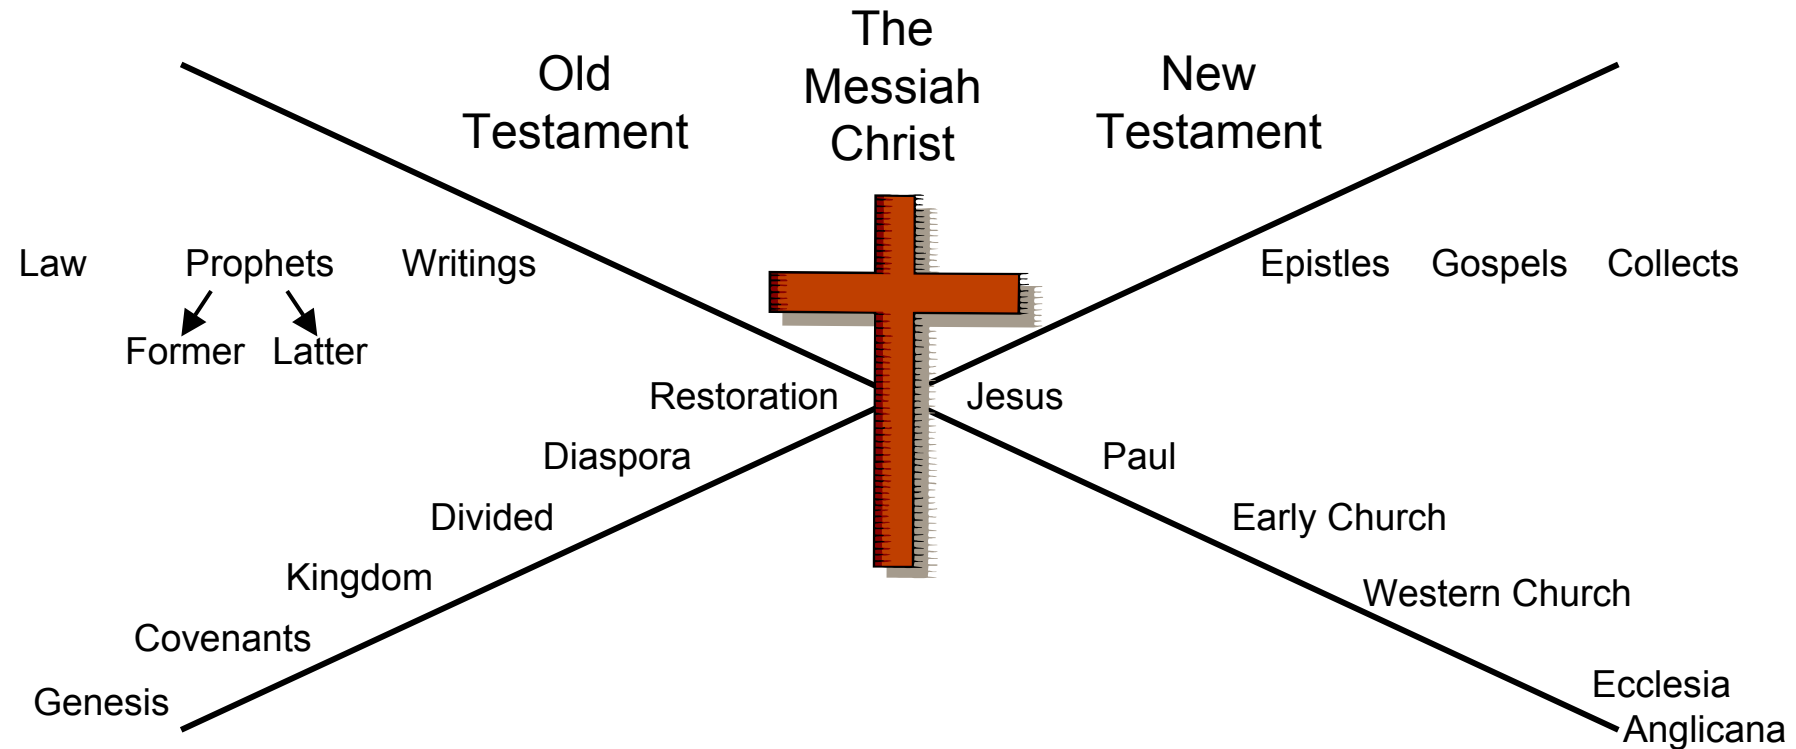 The
Messiah
Christ
Old
Testament
New
Testament
Law Prophets Writings
Former Latter
Epistles Gospels Collects
Restoration Jesus
Diaspora Paul
Divided Early Church
Kingdom Western Church
Covenants
Genesis Ecclesia
Anglicana